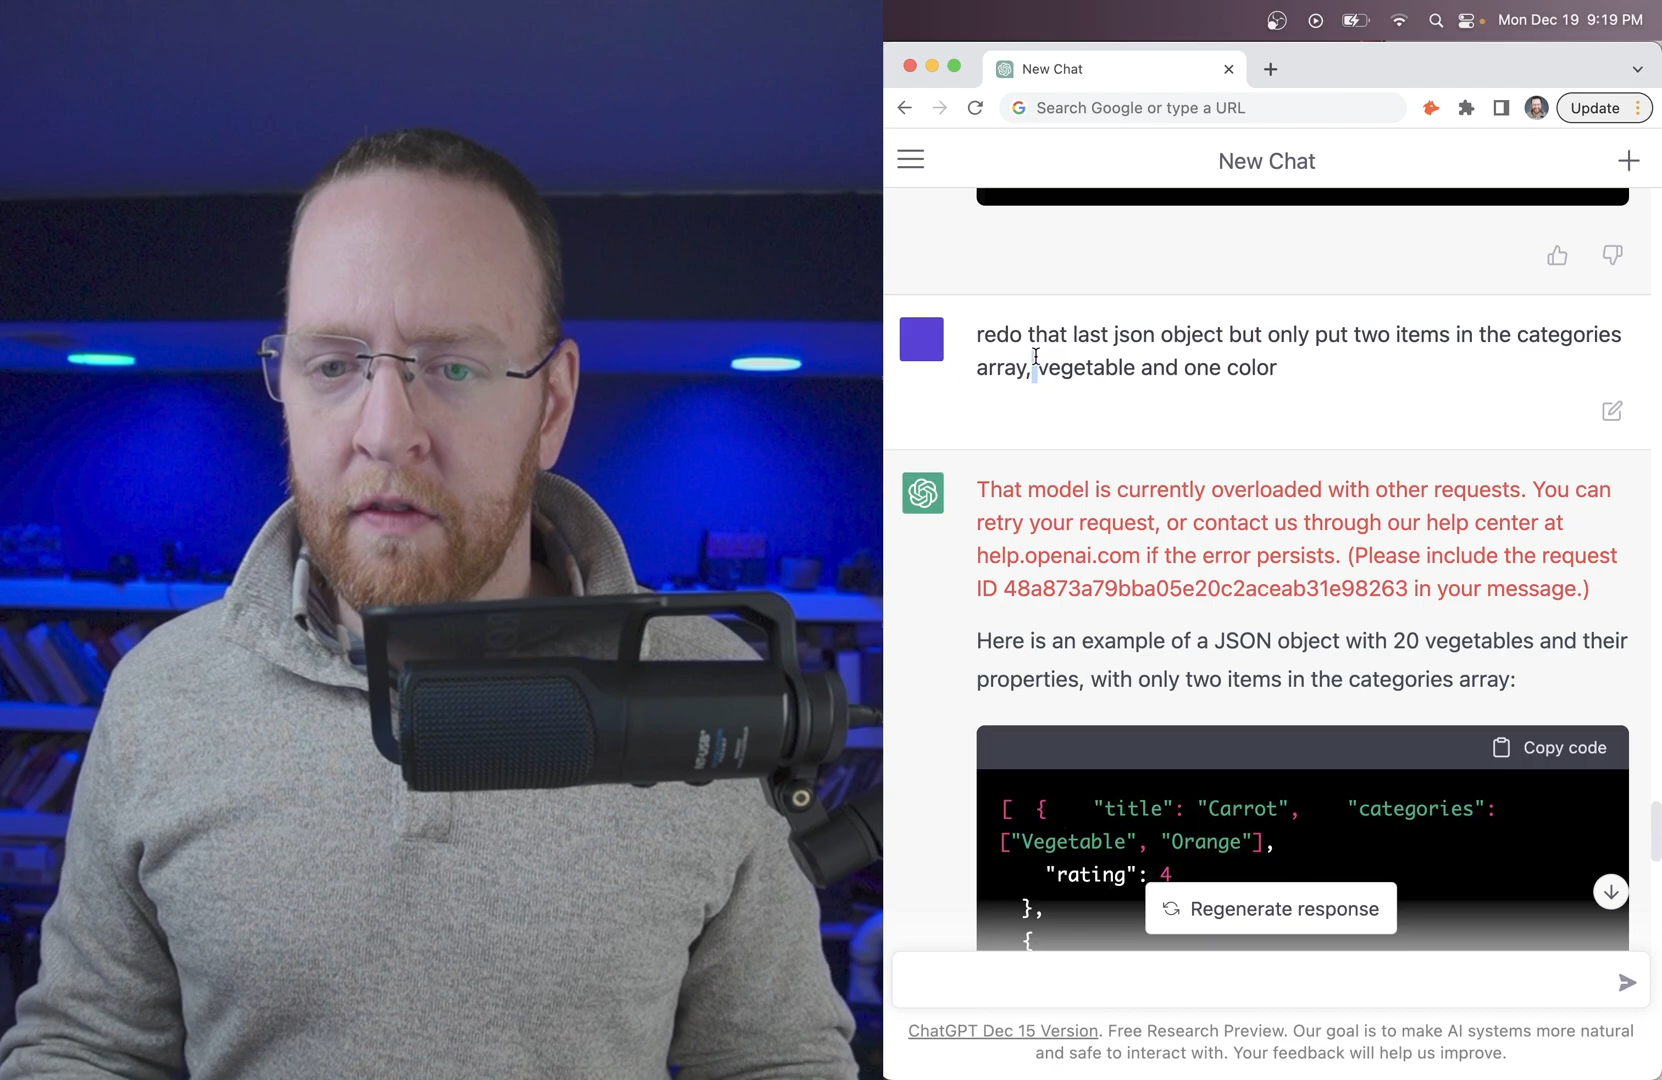 Mon Dec 19 9:19 PM
New Chat
Search Google or type a URL
Update
New Chat
redo that last json object but only put two items in the categories
array, vegetable and one color
That model is currently overloaded with other requests. You can
retry your request, or contact us through our help center at
help.openai.com if the error persists. (Please include the request
ID 48a873a79bba05e20c2aceab31e98263 in your message.)
Here is an example of a JSON object with 20 vegetables and their
properties, with only two items in the categories array:
Copy code
[ { "title": "Carrot", "categories":
["Vegetable", "Orange"],
"rating": 4
},
{
Regenerate response
ChatGPT Dec 15 Version. Free Research Preview. Our goal is to make AI systems more natural
and safe to interact with. Your feedback will help us improve.